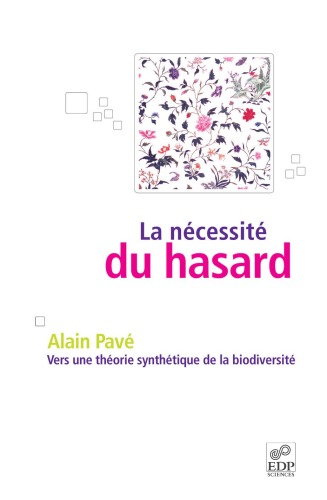 La nécessité
du hasard
Alain Pavé
Vers une théorie synthétique de la biodiversité
EDP
SCIENCES